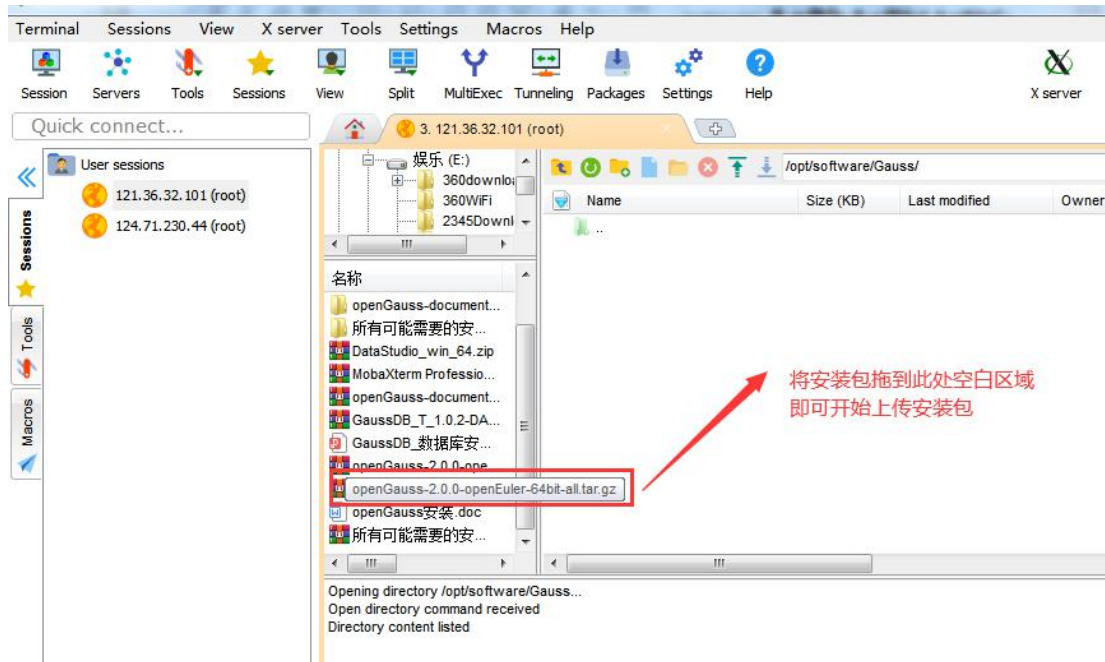 Terminal Sessions View X server Tools Settings Macros Help
Session Servers Tools Sessions View Split MultiExec Tunneling Packages Settings Help X server
Quick connect...
3. 121.36.32.101 (root)
User sessions
121.36.32.101 (root)
124.71.230.44 (root)
Sessions
Tools
Macros
娱乐 (E:)
360downlo
360WiFi
2345Downl
名称
openGauss-document...
所有可能需要的安...
DataStudio_win_64.zip
MobaXterm Professio...
openGauss-document...
GaussDB_T_1.0.2-DA...
GaussDB_数据库安...
openGauss-2.0.0-ope...
openGauss-2.0.0-openEuler-64bit-all.tar.gz
openGauss安装.doc
所有可能需要的安...
/opt/software/Gauss/
Name Size (KB) Last modified Owner
..
将安装包拖到此处空白区域
即可开始上传安装包
Opening directory /opt/software/Gauss...
Open directory command received
Directory content listed